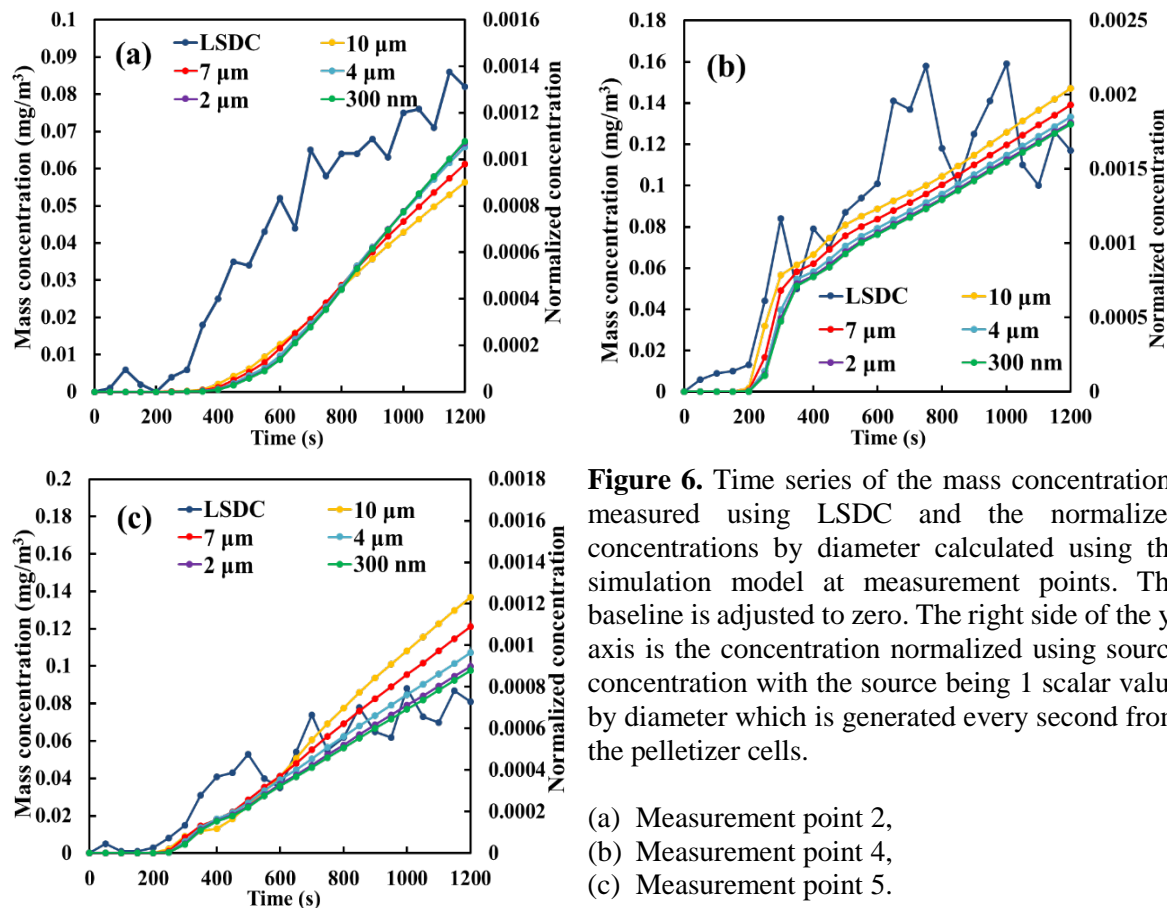 (a)
LSDC
10 µm
7 µm
4 µm
2 µm
300 nm
Mass concentration (mg/m³)
0.1
0.09
0.08
0.07
0.06
0.05
0.04
0.03
0.02
0.01
0
Normalized concentration
0.0016
0.0014
0.0012
0.001
0.0008
0.0006
0.0004
0.0002
0
0 200 400 600 800 1000 1200
Time (s)
(b)
LSDC
10 µm
7 µm
4 µm
2 µm
300 nm
Mass concentration (mg/m³)
0.18
0.16
0.14
0.12
0.1
0.08
0.06
0.04
0.02
0
Normalized concentration
0.0025
0.002
0.0015
0.001
0.0005
0
0 200 400 600 800 1000 1200
Time (s)
(c)
LSDC
10 µm
7 µm
4 µm
2 µm
300 nm
Mass concentration (mg/m³)
0.2
0.18
0.16
0.14
0.12
0.1
0.08
0.06
0.04
0.02
0
Normalized concentration
0.0018
0.0016
0.0014
0.0012
0.001
0.0008
0.0006
0.0004
0.0002
0
0 200 400 600 800 1000 1200
Time (s)
Figure 6. Time series of the mass concentration
measured using LSDC and the normalize
concentrations by diameter calculated using th
simulation model at measurement points. Th
baseline is adjusted to zero. The right side of the y
axis is the concentration normalized using sourc
concentration with the source being 1 scalar valu
by diameter which is generated every second from
the pelletizer cells.
(a) Measurement point 2,
(b) Measurement point 4,
(c) Measurement point 5.